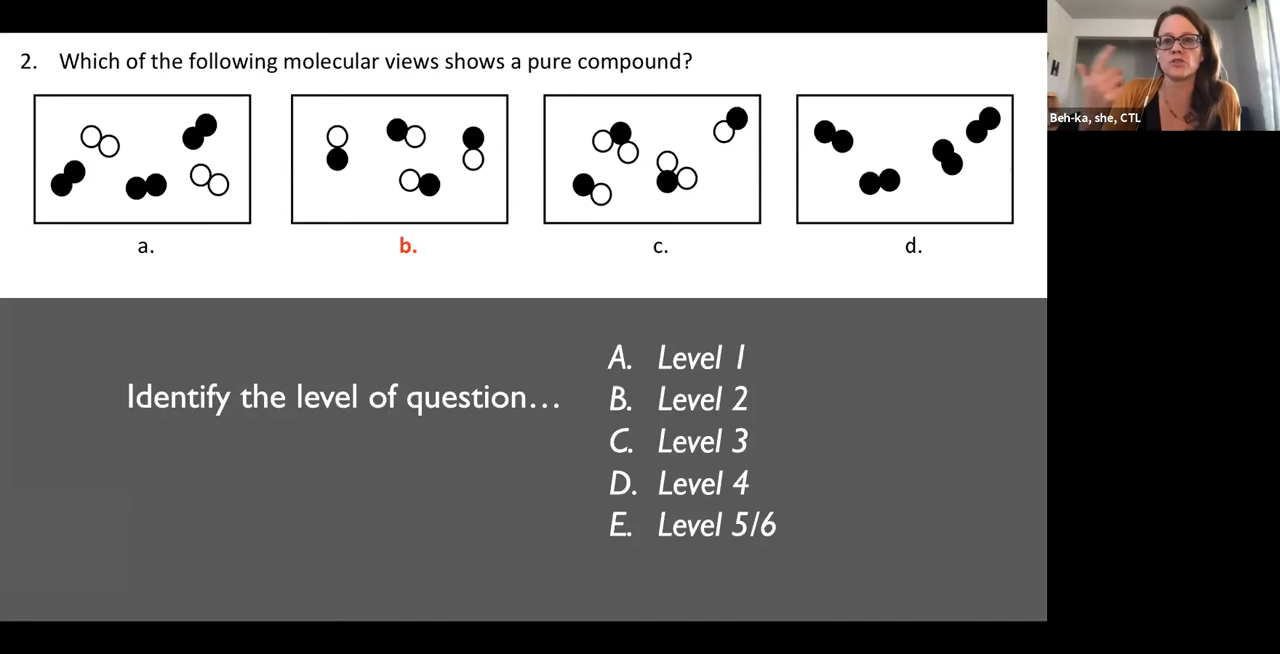 2. Which of the following molecular views shows a pure compound?
a.
b.
c.
d.
Identify the level of question…
A. Level 1
B. Level 2
C. Level 3
D. Level 4
E. Level 5/6
H
Beh-ka, she, CTL